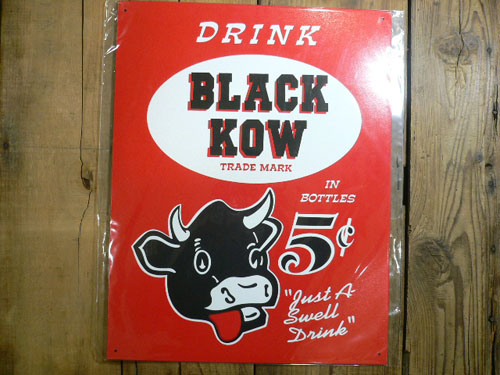 DRINK
BLACK
KOW
TRADE MARK
IN
BOTTLES
5¢
"Just A
Swell
Drink"